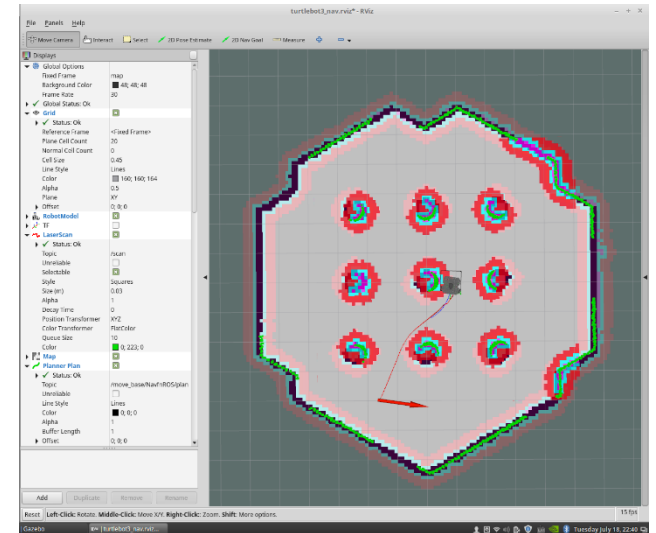 turtlebot3_nav.rviz* - RViz
File Panels Help
Move Camera Interact Select 2D Pose Estimate 2D Nav Goal Measure
Displays
Global Options
Fixed Frame map
Background Color 48; 48; 48
Frame Rate 30
Global Status: Ok
Grid
Status: Ok
Reference Frame <Fixed Frame>
Plane Cell Count 20
Normal Cell Count 0
Cell Size 0.45
Line Style Lines
Color 160; 160; 164
Alpha 0.5
Plane XY
Offset 0; 0; 0
RobotModel
TF
LaserScan
Status: Ok
Topic /scan
Unreliable
Selectable
Style Squares
Size (m) 0.03
Alpha 1
Decay Time 0
Position Transformer XYZ
Color Transformer FlatColor
Queue Size 10
Color 0; 223; 0
Map
Planner Plan
Status: Ok
Topic /move_base/NavfnROS/plan
Unreliable
Line Style Lines
Color 0; 0; 0
Alpha 1
Buffer Length 1
Offset 0; 0; 0
Add Duplicate Remove Rename
Reset Left-Click: Rotate. Middle-Click: Move X/Y. Right-Click: Zoom. Shift: More options. 15 fps
Gazebo turtlebot3_nav.rviz... Tuesday July 18, 22:40